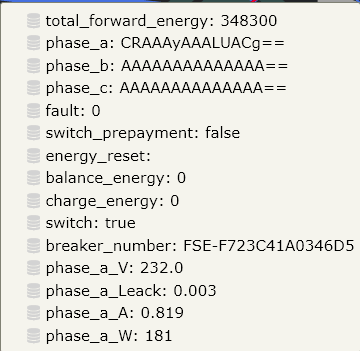 total_forward_energy: 348300
phase_a: CRAAAyAAALUACg==
phase_b: AAAAAAAAAAAAAA==
phase_c: AAAAAAAAAAAAAA==
fault: 0
switch_prepayment: false
energy_reset:
balance_energy: 0
charge_energy: 0
switch: true
breaker_number: FSE-F723C41A0346D5
phase_a_V: 232.0
phase_a_Leack: 0.003
phase_a_A: 0.819
phase_a_W: 181